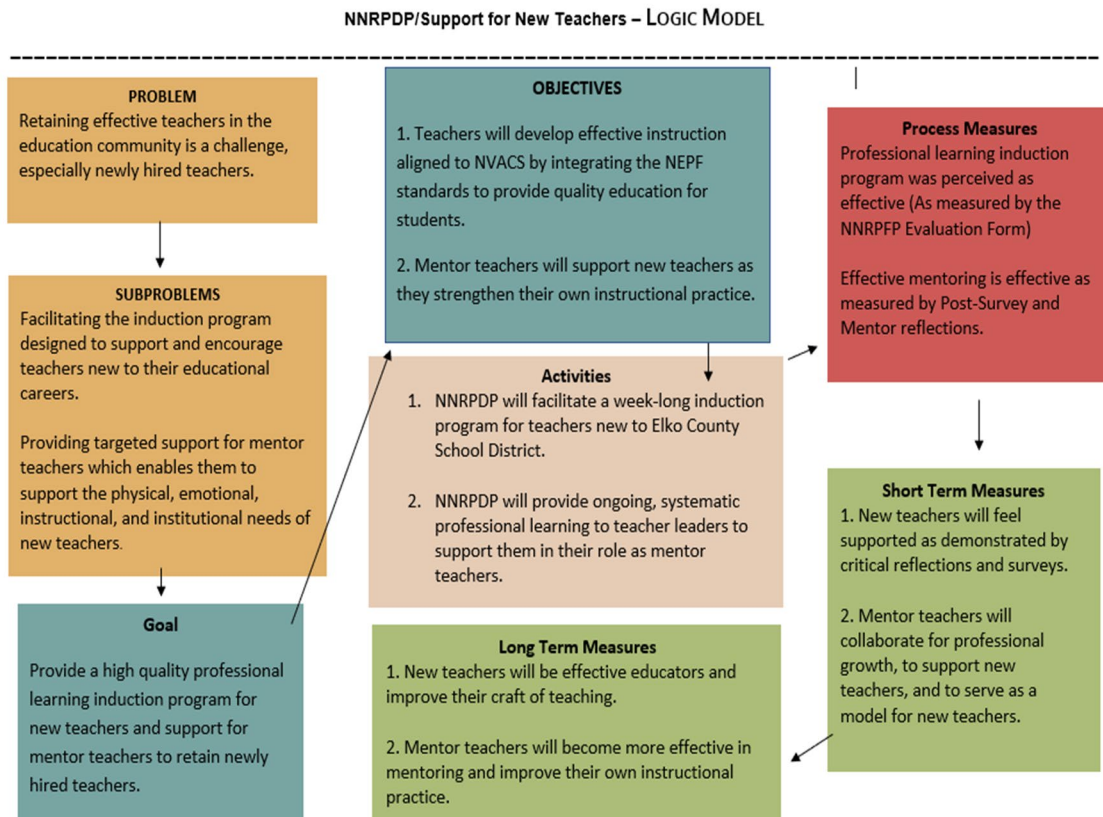 NNRPDP/Support for New Teachers – LOGIC MODEL
PROBLEM
Retaining effective teachers in the
education community is a challenge,
especially newly hired teachers.
SUBPROBLEMS
Facilitating the induction program
designed to support and encourage
teachers new to their educational
careers.
Providing targeted support for mentor
teachers which enables them to
support the physical, emotional,
instructional, and institutional needs of
new teachers.
Goal
Provide a high quality professional
learning induction program for
new teachers and support for
mentor teachers to retain newly
hired teachers.
OBJECTIVES
1. Teachers will develop effective instruction
aligned to NVACS by integrating the NEPF
standards to provide quality education for
students.
2. Mentor teachers will support new teachers as
they strengthen their own instructional practice.
Activities
1. NNRPDP will facilitate a week-long induction
program for teachers new to Elko County
School District.
2. NNRPDP will provide ongoing, systematic
professional learning to teacher leaders to
support them in their role as mentor
teachers.
Process Measures
Professional learning induction
program was perceived as
effective (As measured by the
NNRPFP Evaluation Form)
Effective mentoring is effective as
measured by Post-Survey and
Mentor reflections.
Short Term Measures
1. New teachers will feel
supported as demonstrated by
critical reflections and surveys.
2. Mentor teachers will
collaborate for professional
growth, to support new
teachers, and to serve as a
model for new teachers.
Long Term Measures
1. New teachers will be effective educators and
improve their craft of teaching.
2. Mentor teachers will become more effective in
mentoring and improve their own instructional
practice.